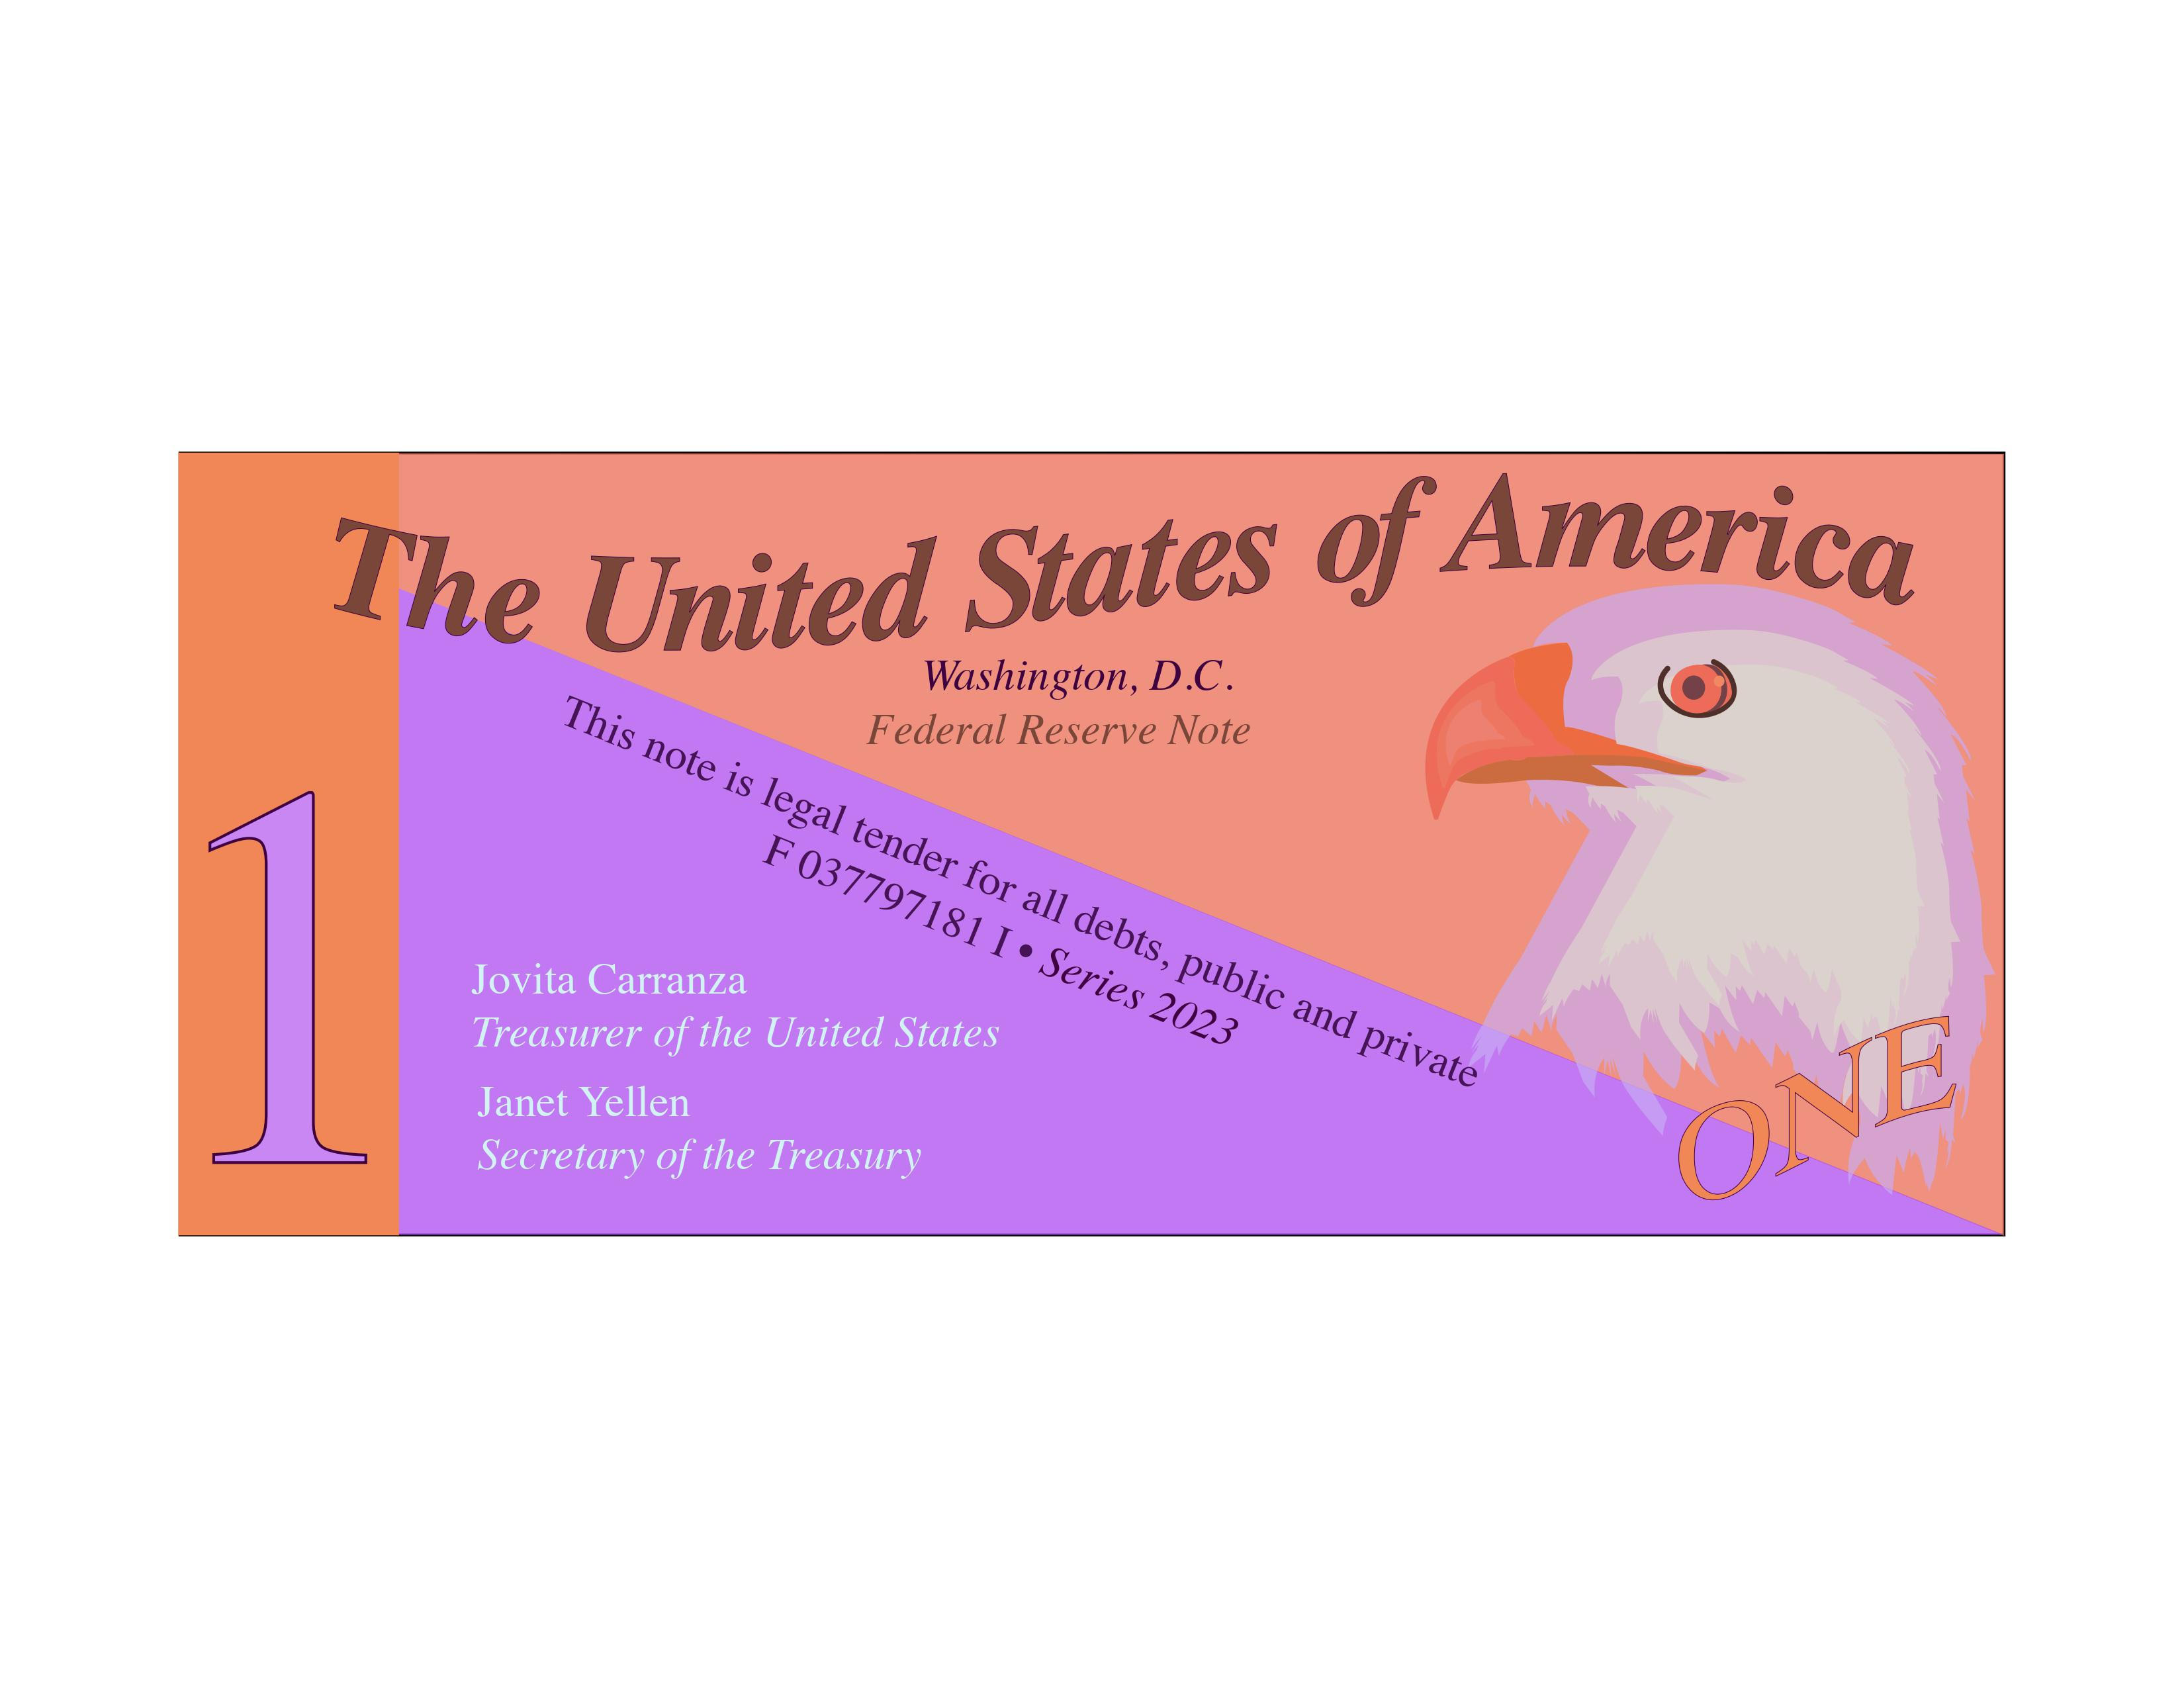 The United States of America
Washington, D.C.
Federal Reserve Note
This note is legal tender for all debts, public and private
F 037797181 I • Series 2023
1
Jovita Carranza
Treasurer of the United States
Janet Yellen
Secretary of the Treasury
ONE